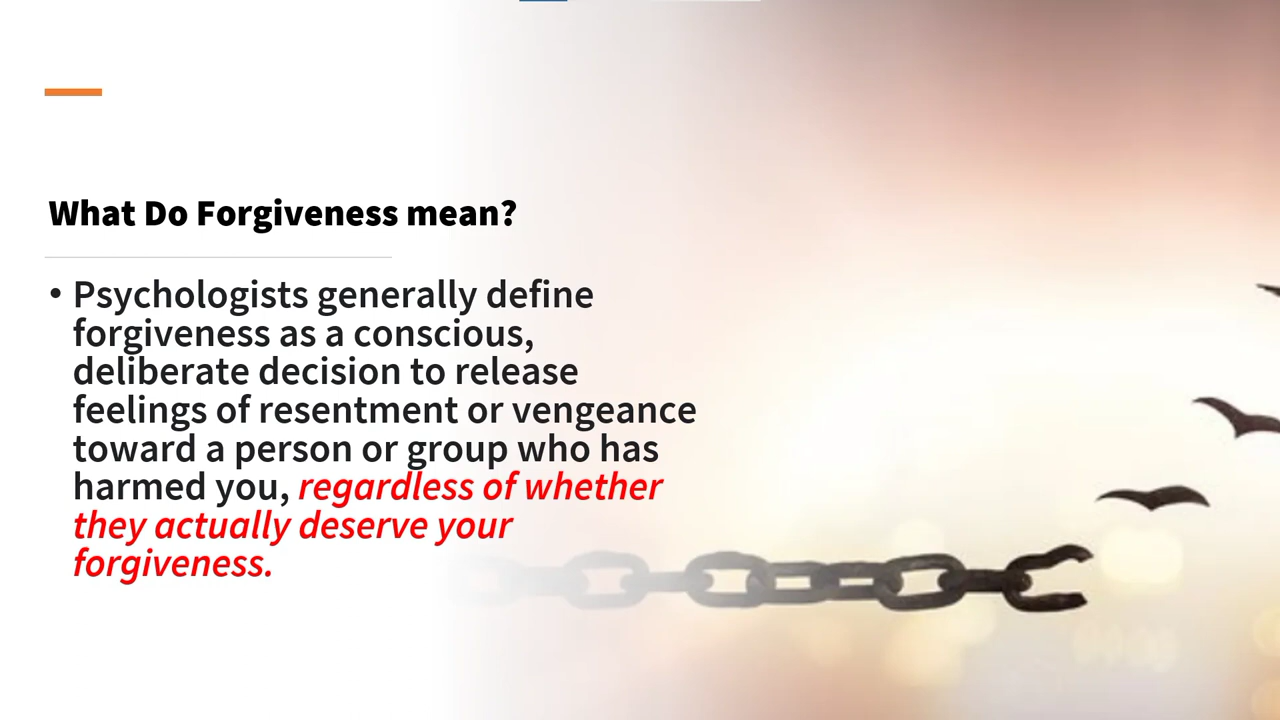 What Do Forgiveness mean?
• Psychologists generally define
forgiveness as a conscious,
deliberate decision to release
feelings of resentment or vengeance
toward a person or group who has
harmed you, regardless of whether
they actually deserve your
forgiveness.